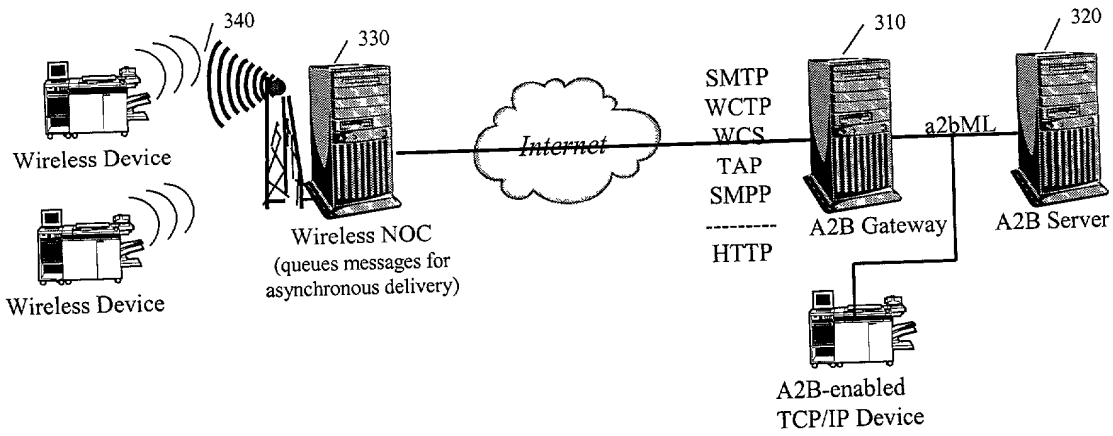 340
330
310
320
Wireless Device
Wireless Device
Wireless NOC
(queues messages for
asynchronous delivery)
Internet
SMTP
WCTP
WCS
TAP
SMPP
----------
HTTP
A2B Gateway
a2bML
A2B Server
A2B-enabled
TCP/IP Device